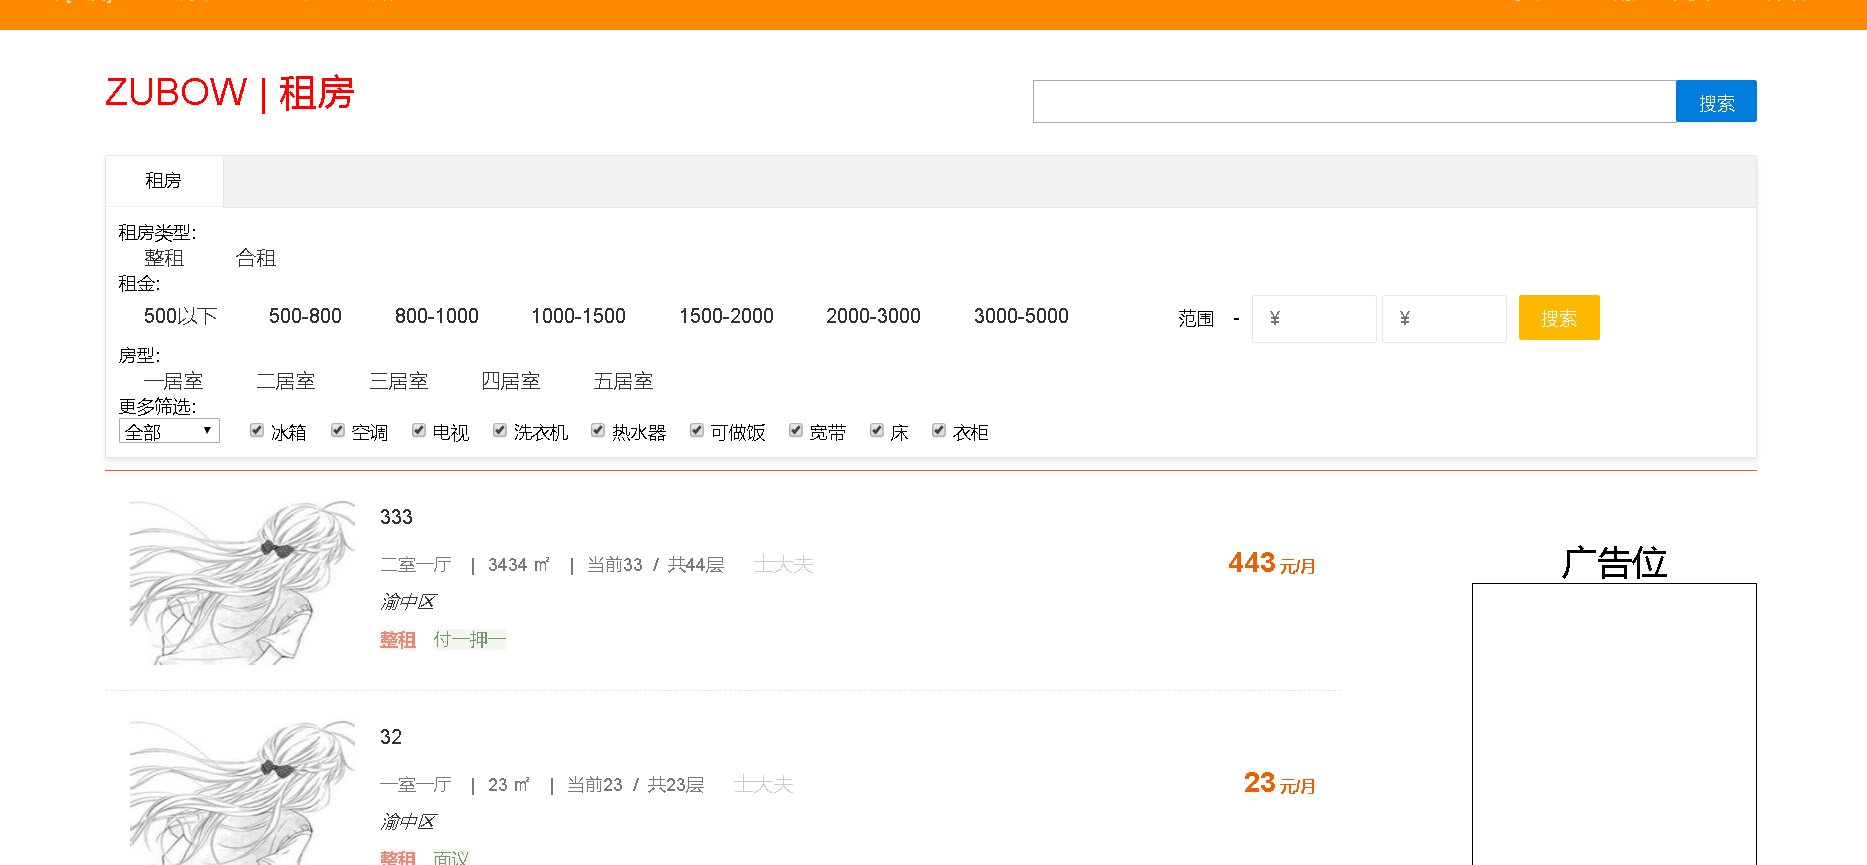 ZUBOW | 租房
搜索
租房
租房类型:
整租 合租
租金:
500以下 500-800 800-1000 1000-1500 1500-2000 2000-3000 3000-5000 范围 - ¥ ¥ 搜索
房型:
一居室 二居室 三居室 四居室 五居室
更多筛选:
全部 冰箱 空调 电视 洗衣机 热水器 可做饭 宽带 床 衣柜
333
二室一厅 | 3434 ㎡ | 当前33 / 共44层 士大夫
443 元/月
渝中区
整租 付一押一
广告位
32
一室一厅 | 23 ㎡ | 当前23 / 共23层 士大夫
23 元/月
渝中区
整租 面议